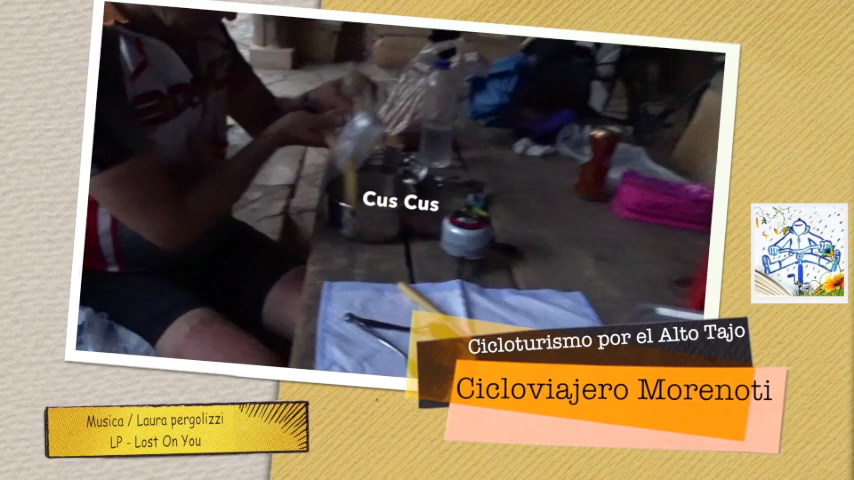 Cus Cus
Cicloturismo por el Alto Tajo
Cicloviajero Morenoti
Musica / Laura pergolizzi
LP - Lost On You